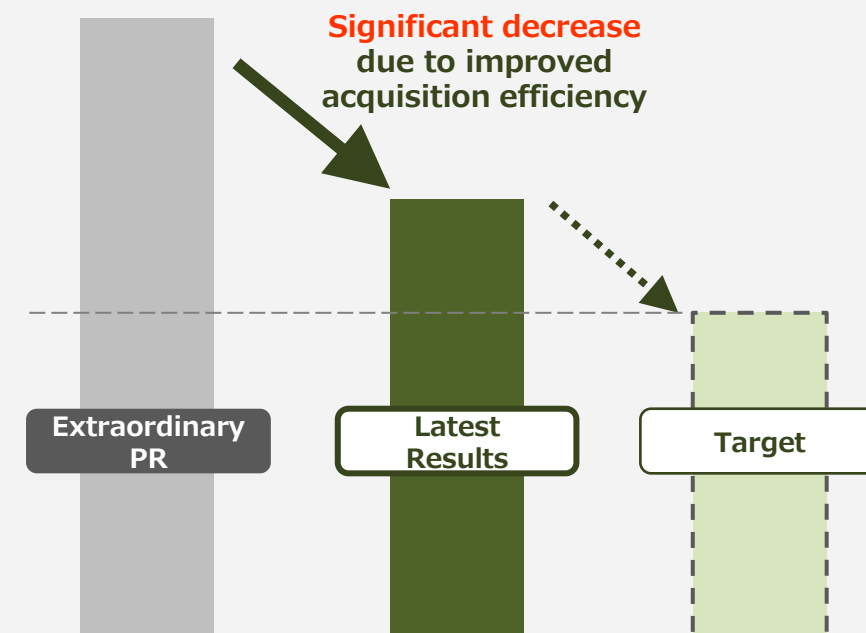 Significant decrease
due to improved
acquisition efficiency
Extraordinary
PR
Latest
Results
Target